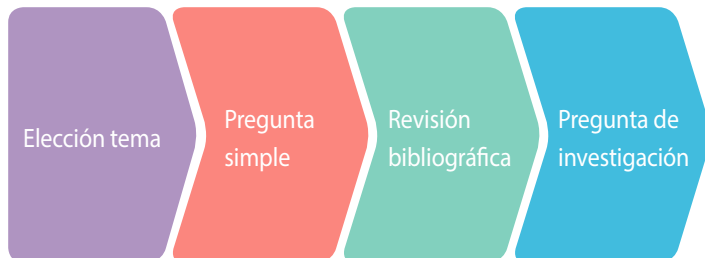 Elección tema
Pregunta
simple
Revisión
bibliográfica
Pregunta de
investigación